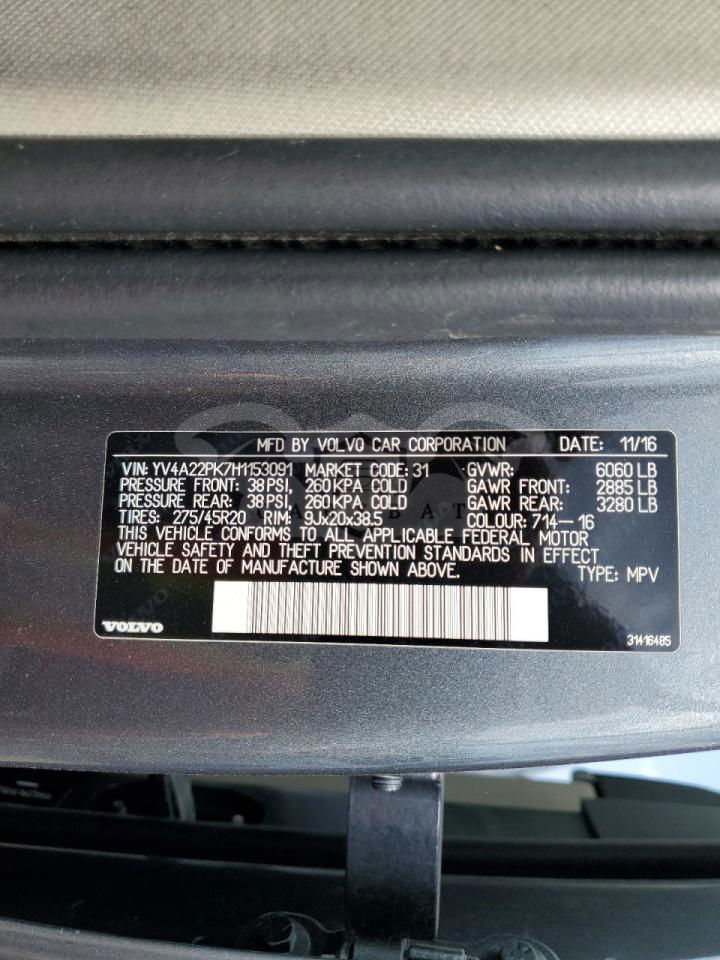 MFD BY VOLVO CAR CORPORATION DATE: 11/16
VIN: YV4A22PK7H1153091 MARKET CODE: 31 GVWR: 6060 LB
PRESSURE FRONT: 38 PSI, 260 KPA COLD GAWR FRONT: 2885 LB
PRESSURE REAR: 38 PSI, 260 KPA COLD GAWR REAR: 3280 LB
TIRES: 275/45R20 RIM: 9Jx20x38.5 COLOUR: 714-16
THIS VEHICLE CONFORMS TO ALL APPLICABLE FEDERAL MOTOR
VEHICLE SAFETY AND THEFT PREVENTION STANDARDS IN EFFECT
ON THE DATE OF MANUFACTURE SHOWN ABOVE. TYPE: MPV
VOLVO 31416485